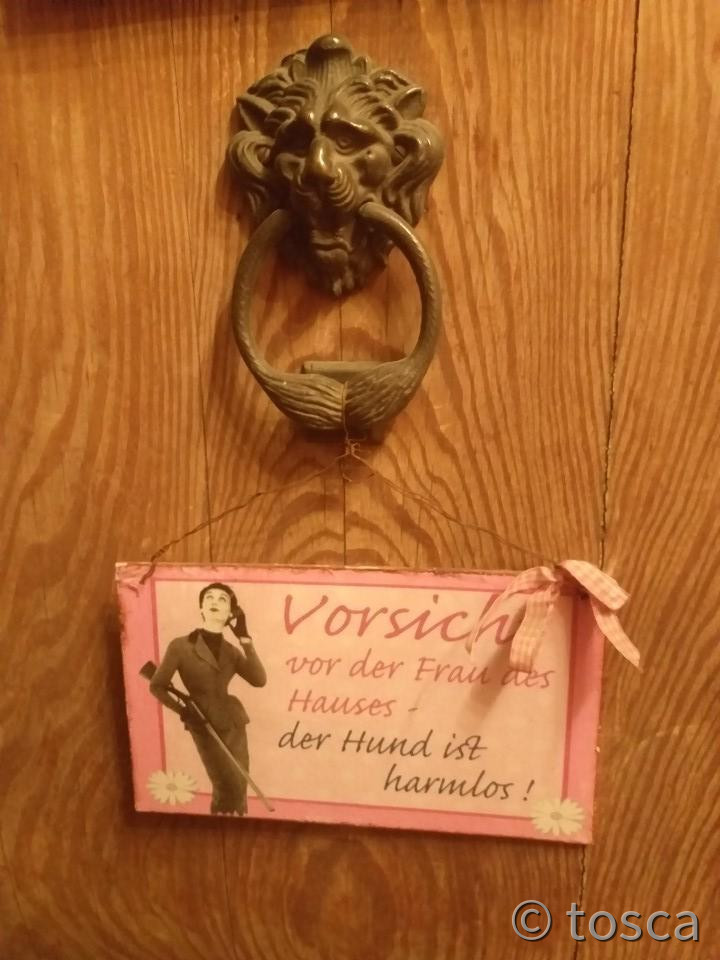 Vorsich
vor der Frau des
Hauses -
der Hund ist
harmlos !
© tosca